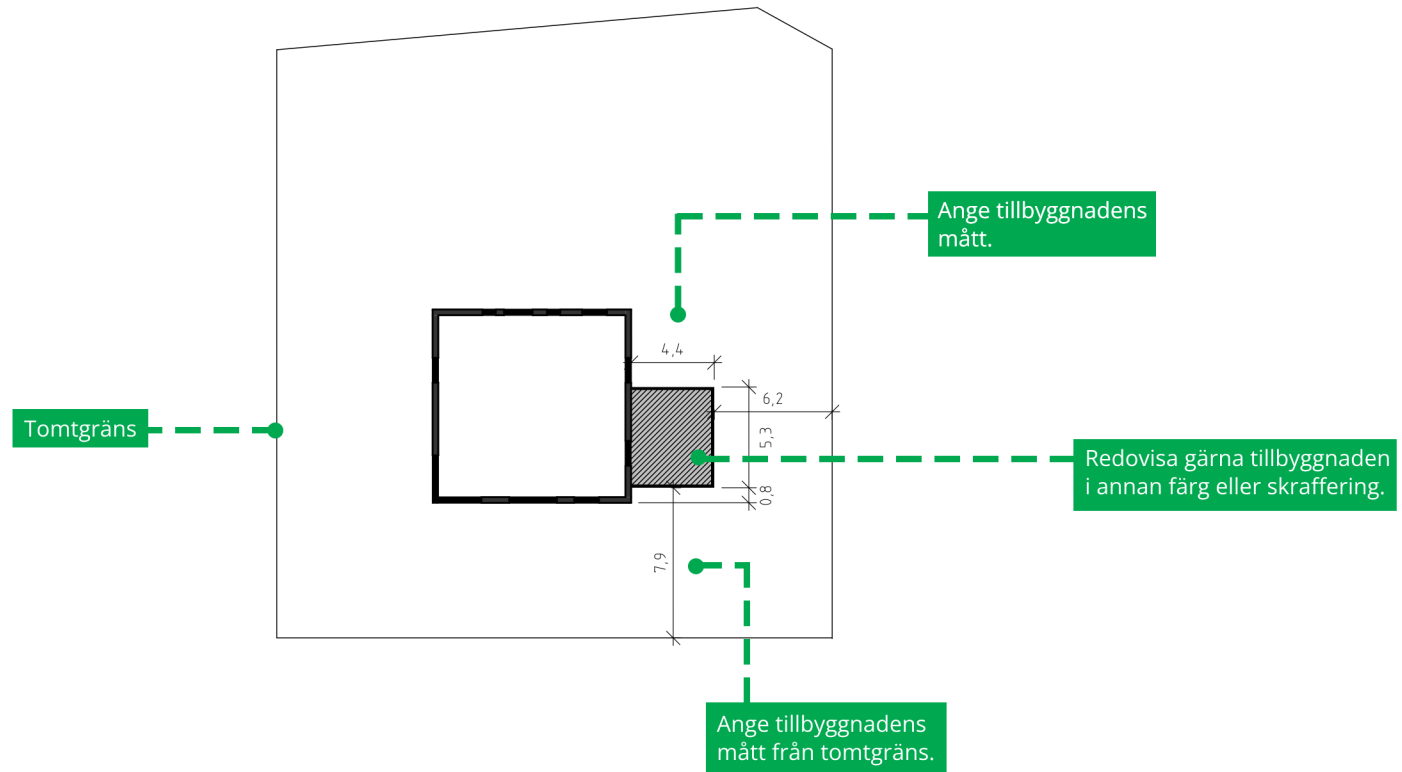 Ange tillbyggnadens
mått.
4,4
6,2
Tomtgräns
5,3
Redovisa gärna tillbyggnaden
i annan färg eller skraffering.
0,8
7,9
Ange tillbyggnadens
mått från tomtgräns.